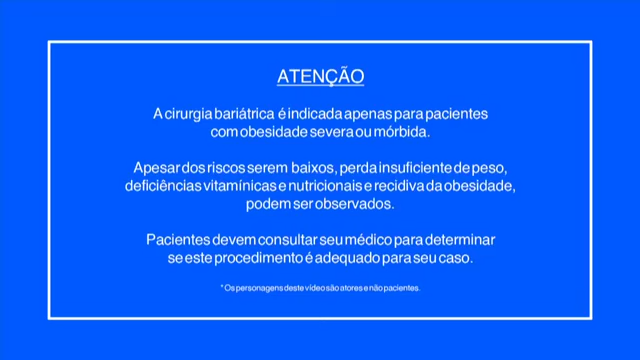 ATENÇÃO
A cirurgia bariátrica é indicada apenas para pacientes
com obesidade severa ou mórbida.
Apesar dos riscos serem baixos, perda insuficiente de peso,
deficiências vitamínicas e nutricionais e recidiva da obesidade,
podem ser observados.
Pacientes devem consultar seu médico para determinar
se este procedimento é adequado para seu caso.
* Os personagens deste vídeo são atores e não pacientes.